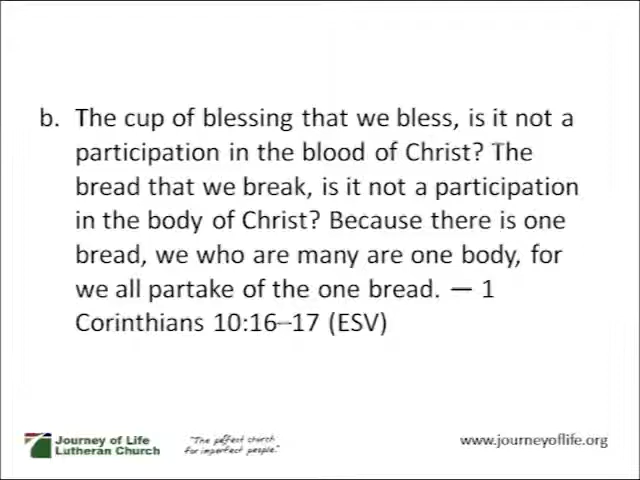 b. The cup of blessing that we bless, is it not a
participation in the blood of Christ? The
bread that we break, is it not a participation
in the body of Christ? Because there is one
bread, we who are many are one body, for
we all partake of the one bread. — 1
Corinthians 10:16–17 (ESV)
Journey of Life
Lutheran Church
"The perfect church
for imperfect people."
www.journeyoflife.org